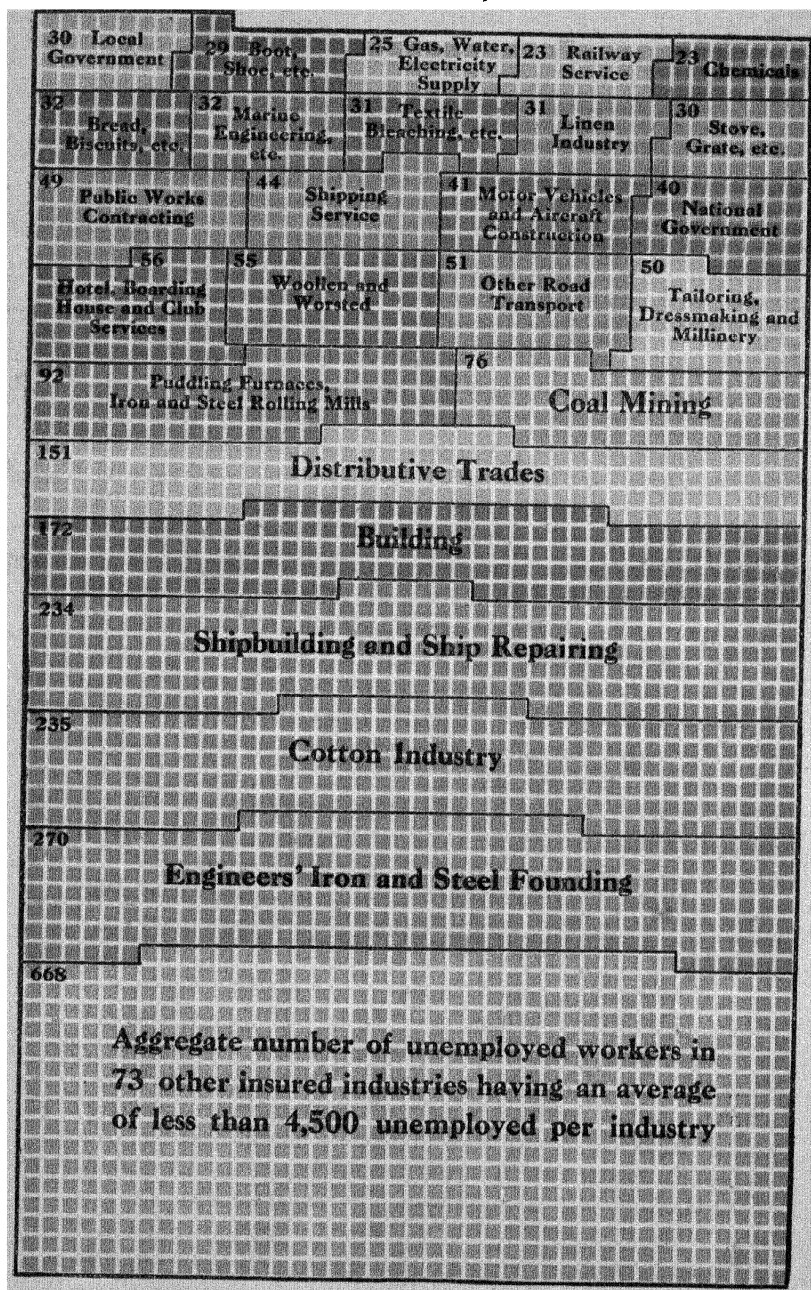 30 Local
Government
29 Boot,
Shoe, etc.
25 Gas, Water,
Electricity
Supply
23 Railway
Service
23 Chemicals
32
Bread,
Biscuits, etc.
32 Marine
Engineering,
etc.
31 Textile
Bleaching, etc.
31 Linen
Industry
30 Stove,
Grate, etc.
49 Public Works
Contracting
44 Shipping
Service
41 Motor Vehicles
and Aircraft
Construction
40 National
Government
56
Hotel, Boarding
House and Club
Services
55
Woollen and
Worsted
51 Other Road
Transport
50
Tailoring,
Dressmaking and
Millinery
92 Puddling Furnaces,
Iron and Steel Rolling Mills
76
Coal Mining
151
Distributive Trades
172
Building
234
Shipbuilding and Ship Repairing
235
Cotton Industry
270
Engineers' Iron and Steel Founding
668
Aggregate number of unemployed workers in
73 other insured industries having an average
of less than 4,500 unemployed per industry